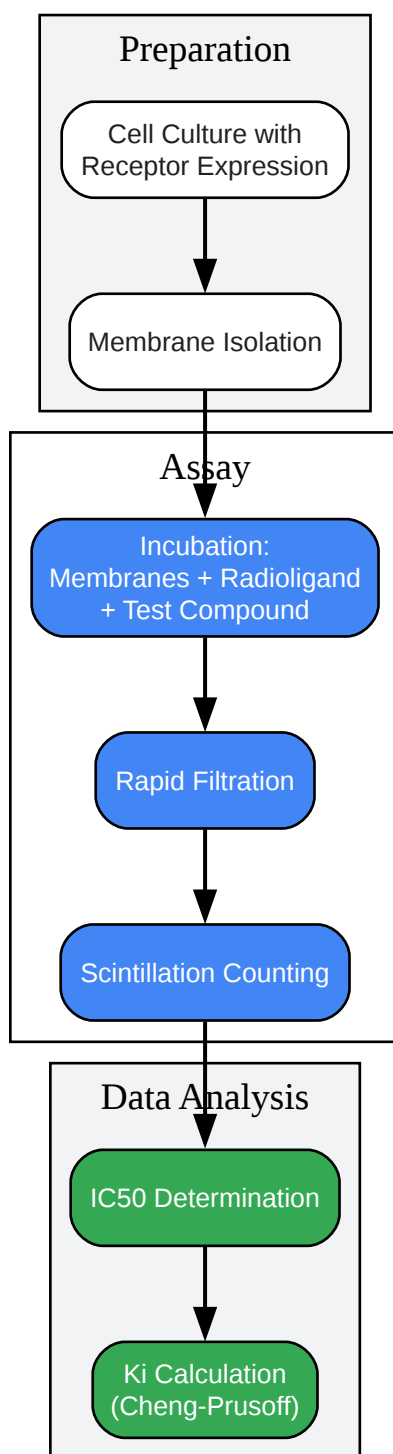 Preparation
Cell Culture with
Receptor Expression
Membrane Isolation
Assay
Incubation:
Membranes + Radioligand
+ Test Compound
Rapid Filtration
Scintillation Counting
Data Analysis
IC50 Determination
Ki Calculation
(Cheng-Prusoff)